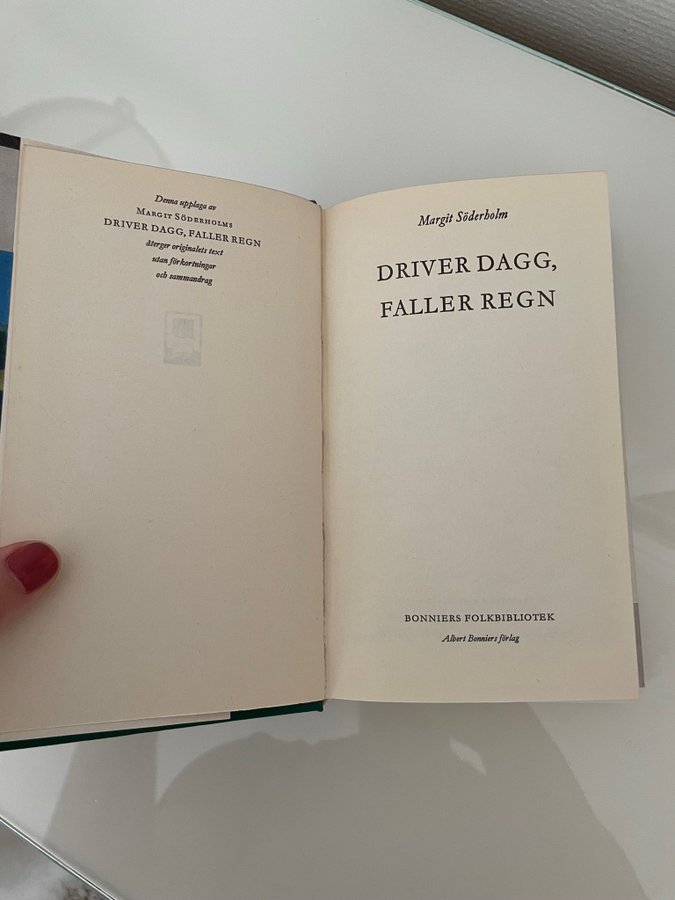 Denna upplaga av
MARGIT SÖDERHOLMS
DRIVER DAGG, FALLER REGN
återger originalets text
utan förkortningar
och sammandrag
Margit Söderholm
DRIVER DAGG,
FALLER REGN
BONNIERS FOLKBIBLIOTEK
Albert Bonniers förlag